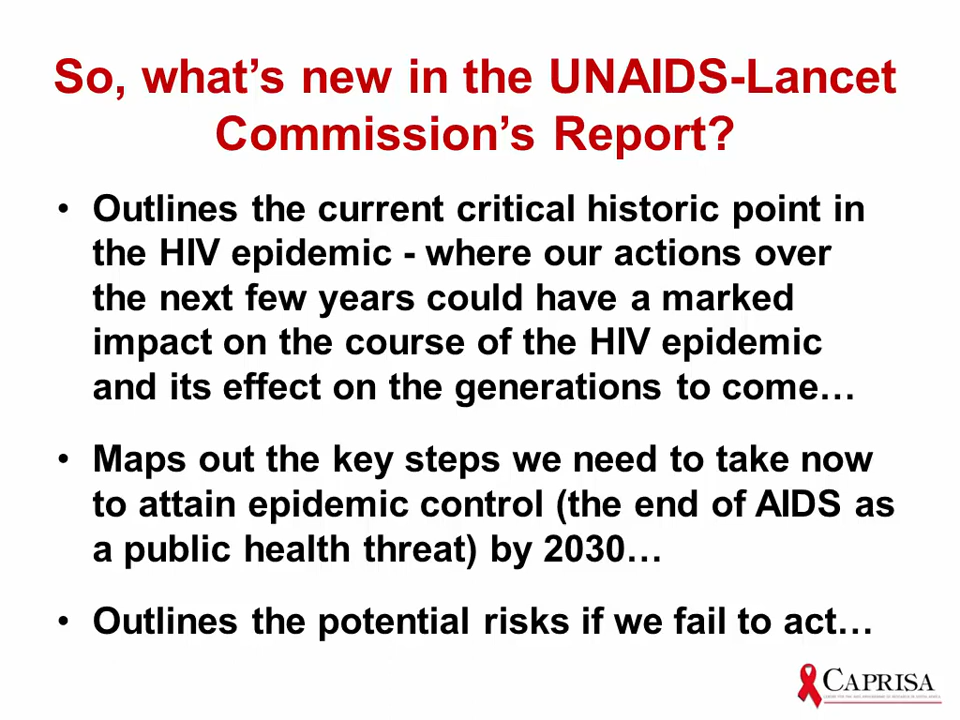 So, what’s new in the UNAIDS-Lancet
Commission’s Report?
• Outlines the current critical historic point in
the HIV epidemic - where our actions over
the next few years could have a marked
impact on the course of the HIV epidemic
and its effect on the generations to come…
• Maps out the key steps we need to take now
to attain epidemic control (the end of AIDS as
a public health threat) by 2030…
• Outlines the potential risks if we fail to act…
CAPRISA